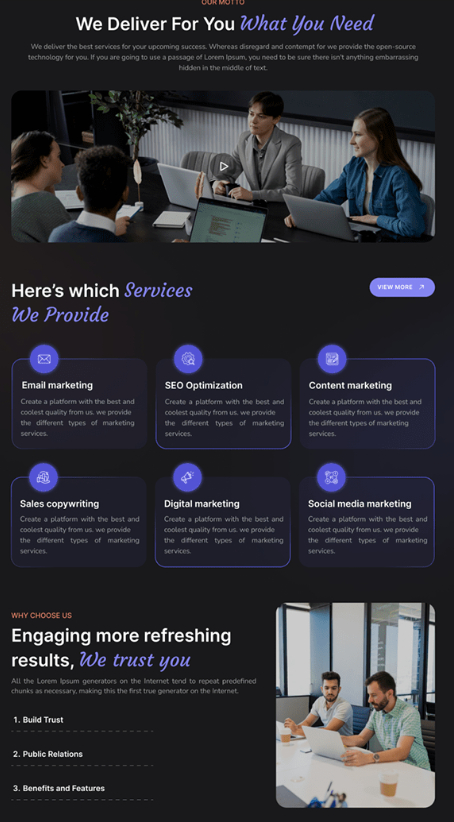 OUR MOTTO
We Deliver For You What You Need
We deliver the best services for your upcoming success. Whereas disregard and contempt for we provide the open-source
technology for you. If you are going to use a passage of Lorem Ipsum, you need to be sure there isn't anything embarrassing
hidden in the middle of text.
Here's which Services
We Provide
VIEW MORE
Email marketing
Create a platform with the best and
coolest quality from us. we provide
the different types of marketing
services.
SEO Optimization
Create a platform with the best and
coolest quality from us. we provide
the different types of marketing
services.
Content marketing
Create a platform with the best and
coolest quality from us. we provide
the different types of marketing
services.
Sales copywriting
Create a platform with the best and
coolest quality from us. we provide
the different types of marketing
services.
Digital marketing
Create a platform with the best and
coolest quality from us. we provide
the different types of marketing
services.
Social media marketing
Create a platform with the best and
coolest quality from us. we provide
the different types of marketing
services.
WHY CHOOSE US
Engaging more refreshing
results, We trust you
All the Lorem Ipsum generators on the Internet tend to repeat predefined
chunks as necessary, making this the first true generator on the Internet.
1. Build Trust
2. Public Relations
3. Benefits and Features